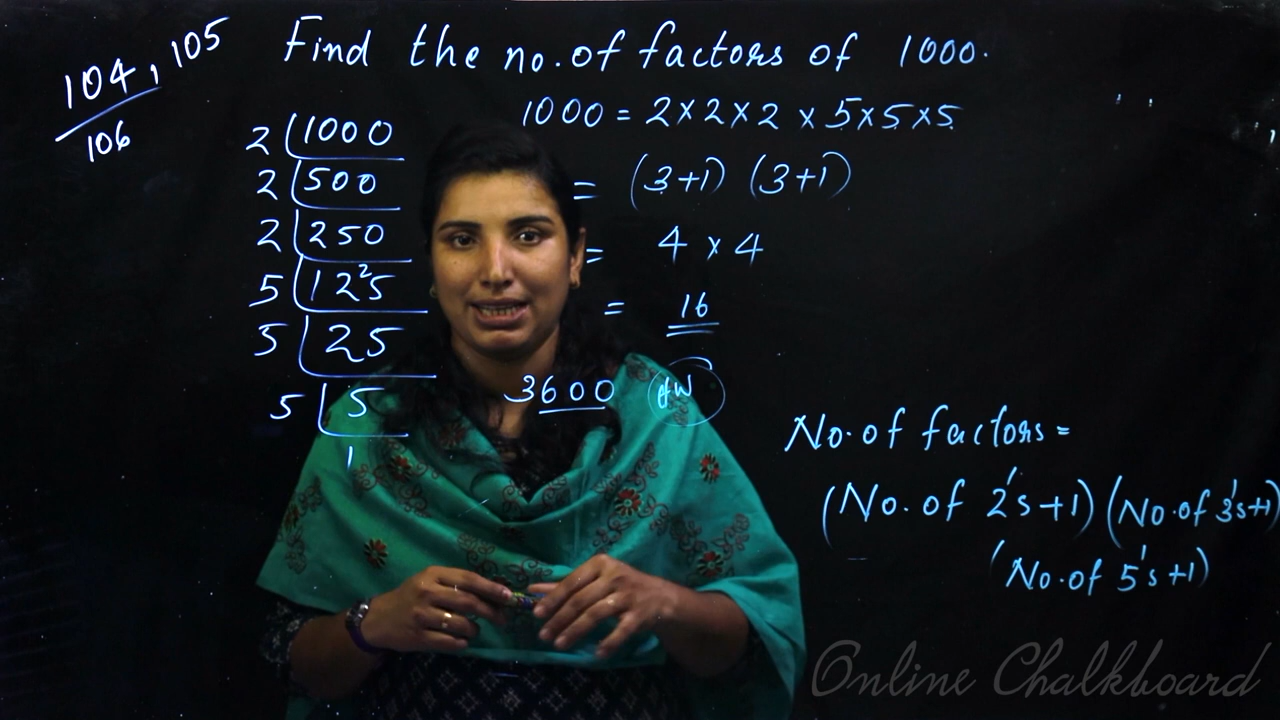 104, 105
106
Find the no. of factors of 1000.
1000 = 2×2×2 × 5×5×5
2 1000
2 500
2 250
5 12²5
5 25
5 5
1
= (3+1) (3+1)
= 4 × 4
= 16
3600 HW
No. of factors =
(No. of 2's+1) (No. of 3's+1)
(No. of 5's+1)
Online Chalkboard